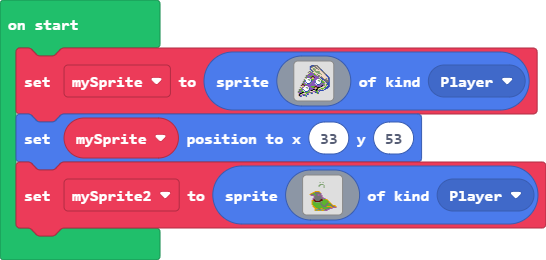 on start
set mySprite to sprite of kind Player
set mySprite position to x 33 y 53
set mySprite2 to sprite of kind Player